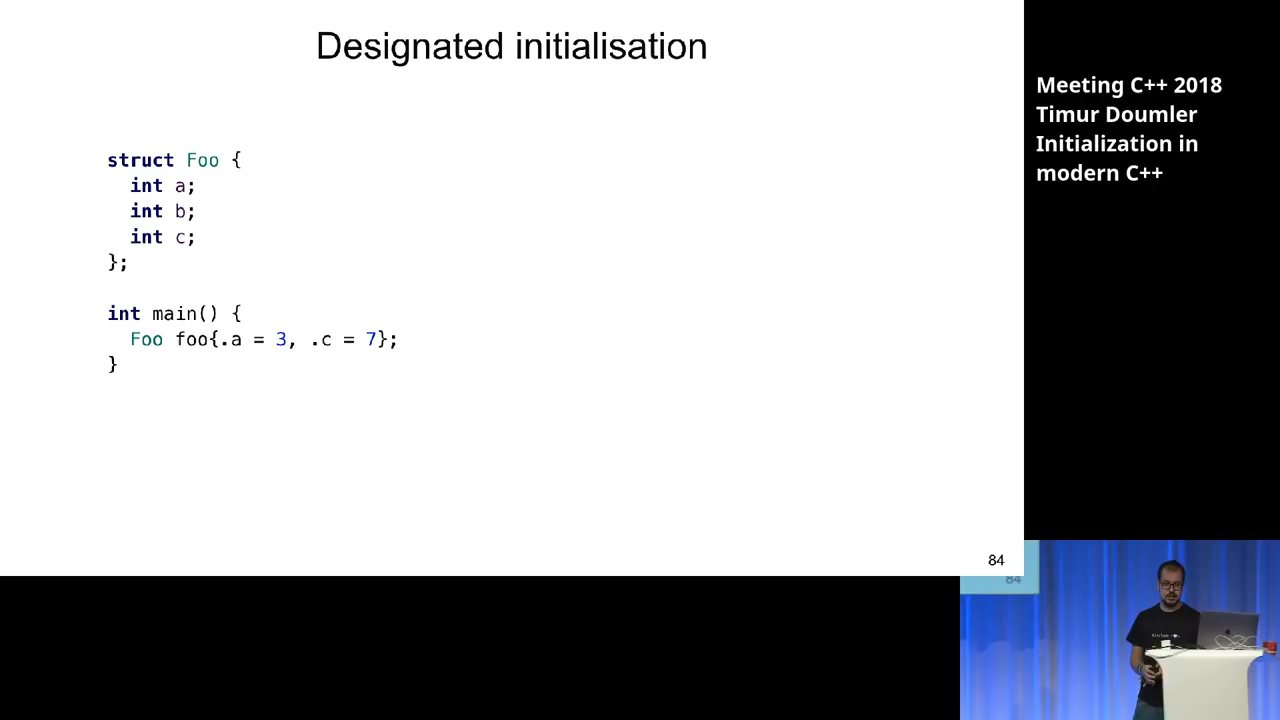 Designated initialisation
struct Foo {
  int a;
  int b;
  int c;
};
int main() {
  Foo foo{.a = 3, .c = 7};
}
84
Meeting C++ 2018
Timur Doumler
Initialization in
modern C++
84